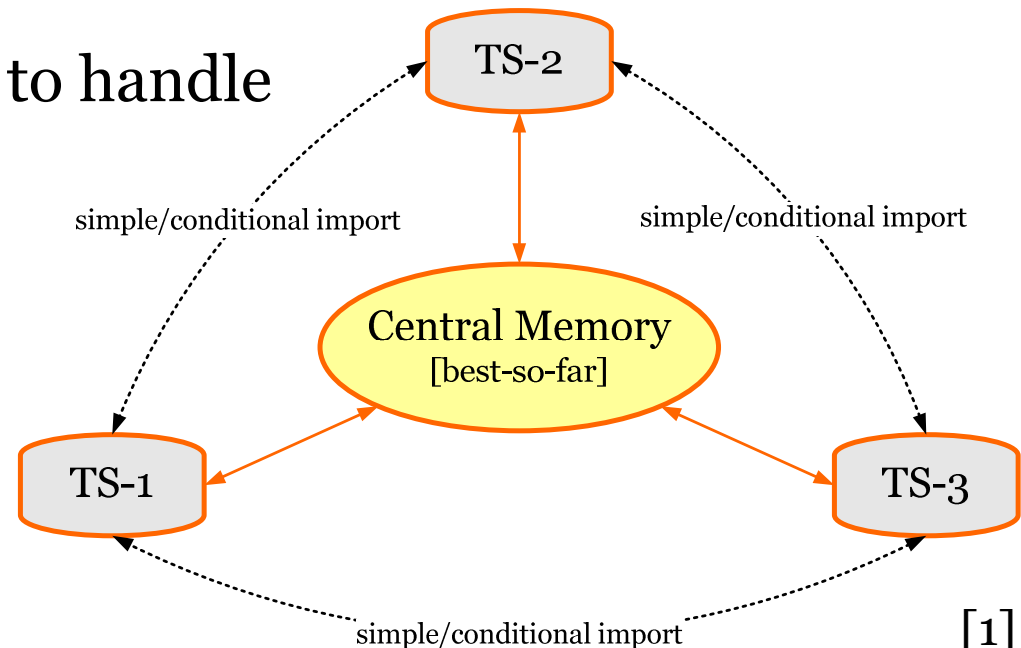 to handle
TS-2
simple/conditional import
simple/conditional import
Central Memory
[best-so-far]
TS-1
TS-3
simple/conditional import
[1]